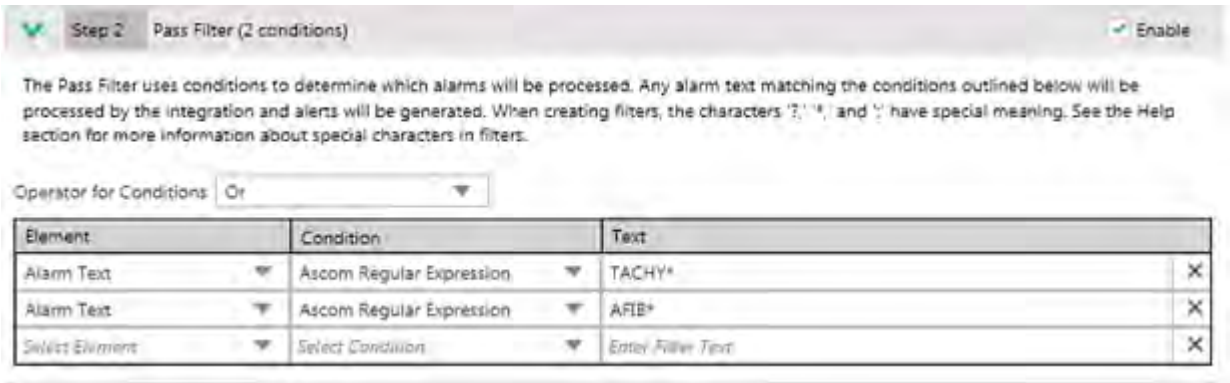 Step 2 Pass Filter (2 conditions) Enable
The Pass Filter uses conditions to determine which alarms will be processed. Any alarm text matching the conditions outlined below will be
processed by the integration and alerts will be generated. When creating filters, the characters '?,' '*,' and ';' have special meaning. See the Help
section for more information about special characters in filters.
Operator for Conditions Or
Element Condition Text
Alarm Text Ascom Regular Expression TACHY*
Alarm Text Ascom Regular Expression AFIB*
Select Element Select Condition Enter Filter Text